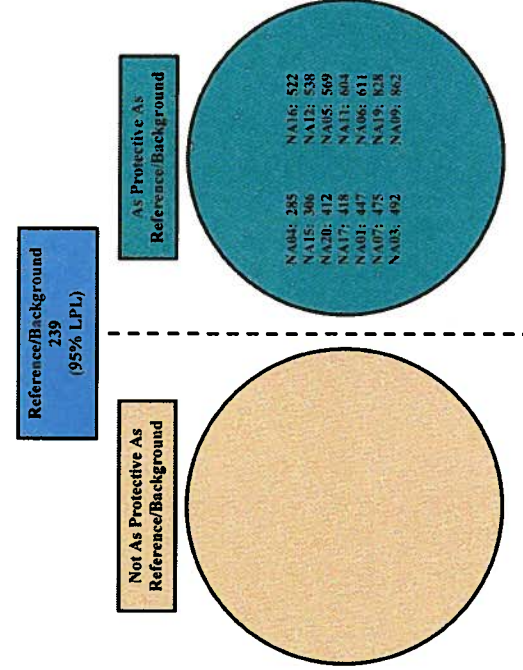 Reference/Background
239
(95% LPL)
Not As Protective As
Reference/Background
As Protective As
Reference/Background
NA04: 285
NA15: 306
NA20: 412
NA17: 418
NA01: 447
NA07: 475
NA03: 492
NA16: 522
NA12: 538
NA05: 569
NA11: 604
NA06: 611
NA19: 828
NA09: 862